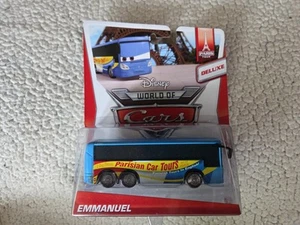 DELUXE
Disney
WORLD OF
Cars
Parisian Car Tours
EMMANUEL